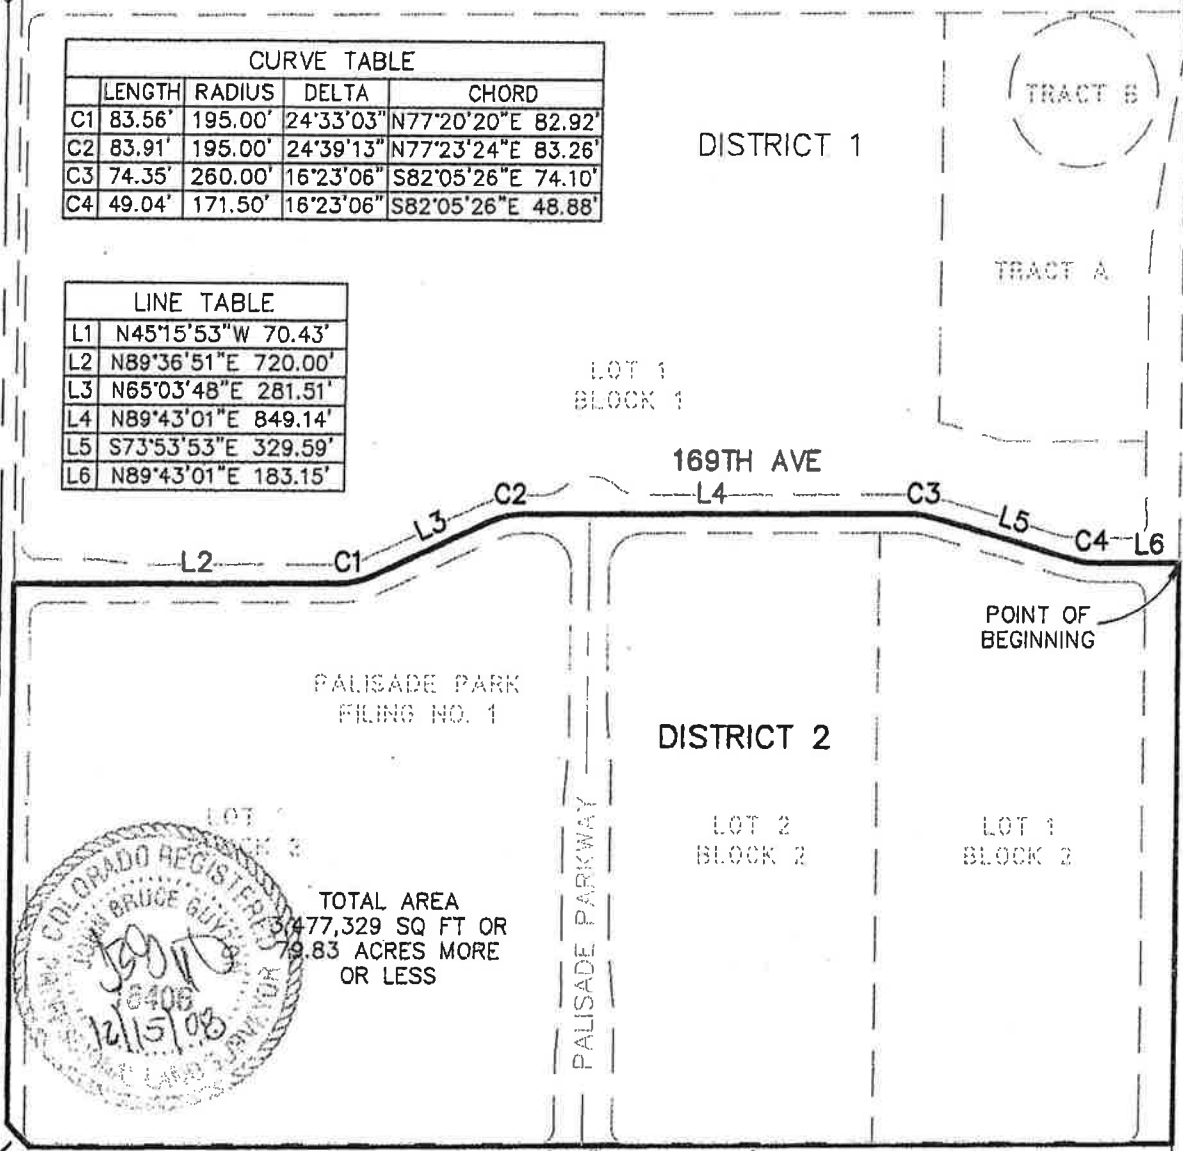 CURVE TABLE
LENGTH RADIUS DELTA CHORD
C1 83.56' 195.00' 24°33'03" N77°20'20"E 82.92'
C2 83.91' 195.00' 24°39'13" N77°23'24"E 83.26'
C3 74.35' 260.00' 16°23'06" S82°05'26"E 74.10'
C4 49.04' 171.50' 16°23'06" S82°05'26"E 48.88'
TRACT B
DISTRICT 1
TRACT A
LINE TABLE
L1 N45°15'53"W 70.43'
L2 N89°36'51"E 720.00'
L3 N65°03'48"E 281.51'
L4 N89°43'01"E 849.14'
L5 S73°53'53"E 329.59'
L6 N89°43'01"E 183.15'
LOT 1
BLOCK 1
169TH AVE
L2
C1
L3
C2
L4
C3
L5
C4
L6
POINT OF
BEGINNING
PALISADE PARK
FILING NO. 1
DISTRICT 2
PALISADE PARKWAY
LOT 2
BLOCK 2
LOT 1
BLOCK 2
LOT
3
TOTAL AREA
3,477,329 SQ FT OR
79.83 ACRES MORE
OR LESS
COLORADO REGISTERED
JOHN BRUCE
6406
12/15/08
LAND